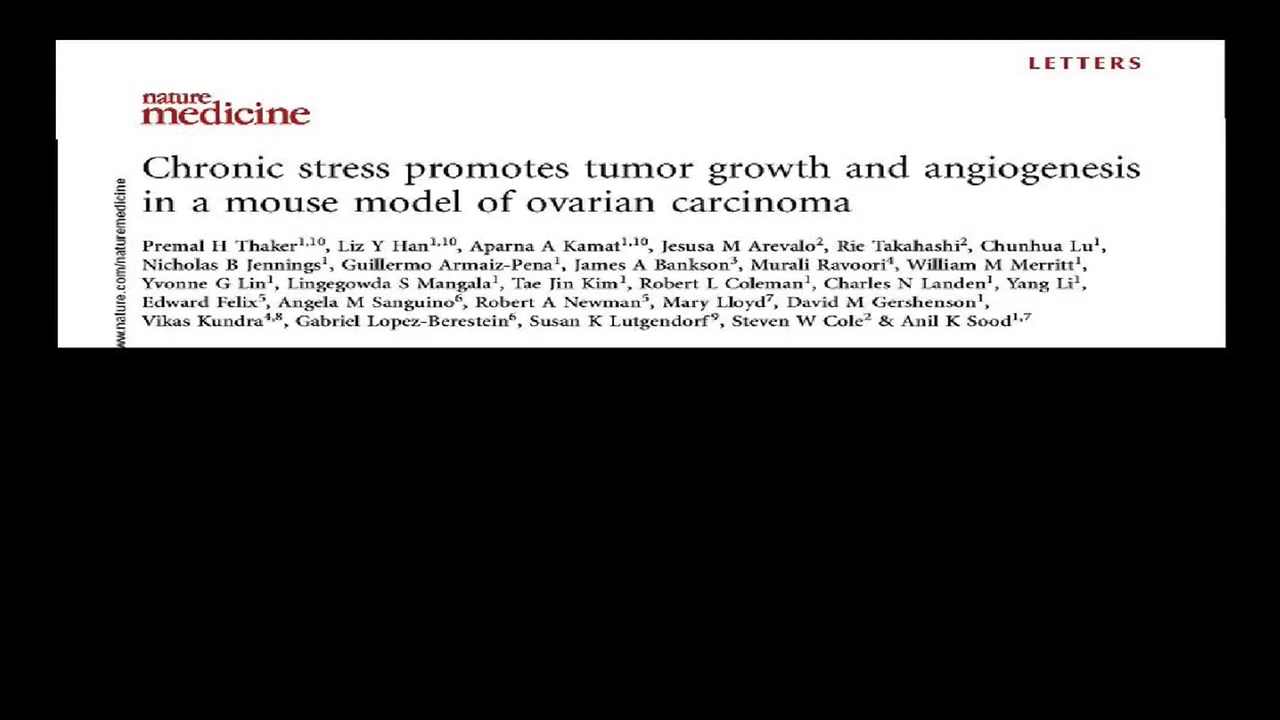 LETTERS
nature
medicine
Chronic stress promotes tumor growth and angiogenesis
in a mouse model of ovarian carcinoma
Premal H Thaker1,10, Liz Y Han1,10, Aparna A Kamat1,10, Jesusa M Arevalo2, Rie Takahashi2, Chunhua Lu1,
Nicholas B Jennings1, Guillermo Armaiz-Pena1, James A Bankson3, Murali Ravoori4, William M Merritt1,
Yvonne G Lin1, Lingegowda S Mangala1, Tae Jin Kim1, Robert L Coleman1, Charles N Landen1, Yang Li1,
Edward Felix5, Angela M Sanguino6, Robert A Newman5, Mary Lloyd7, David M Gershenson1,
Vikas Kundra4,8, Gabriel Lopez-Berestein6, Susan K Lutgendorf9, Steven W Cole2 & Anil K Sood1,7
ww.nature.com/naturemedicine